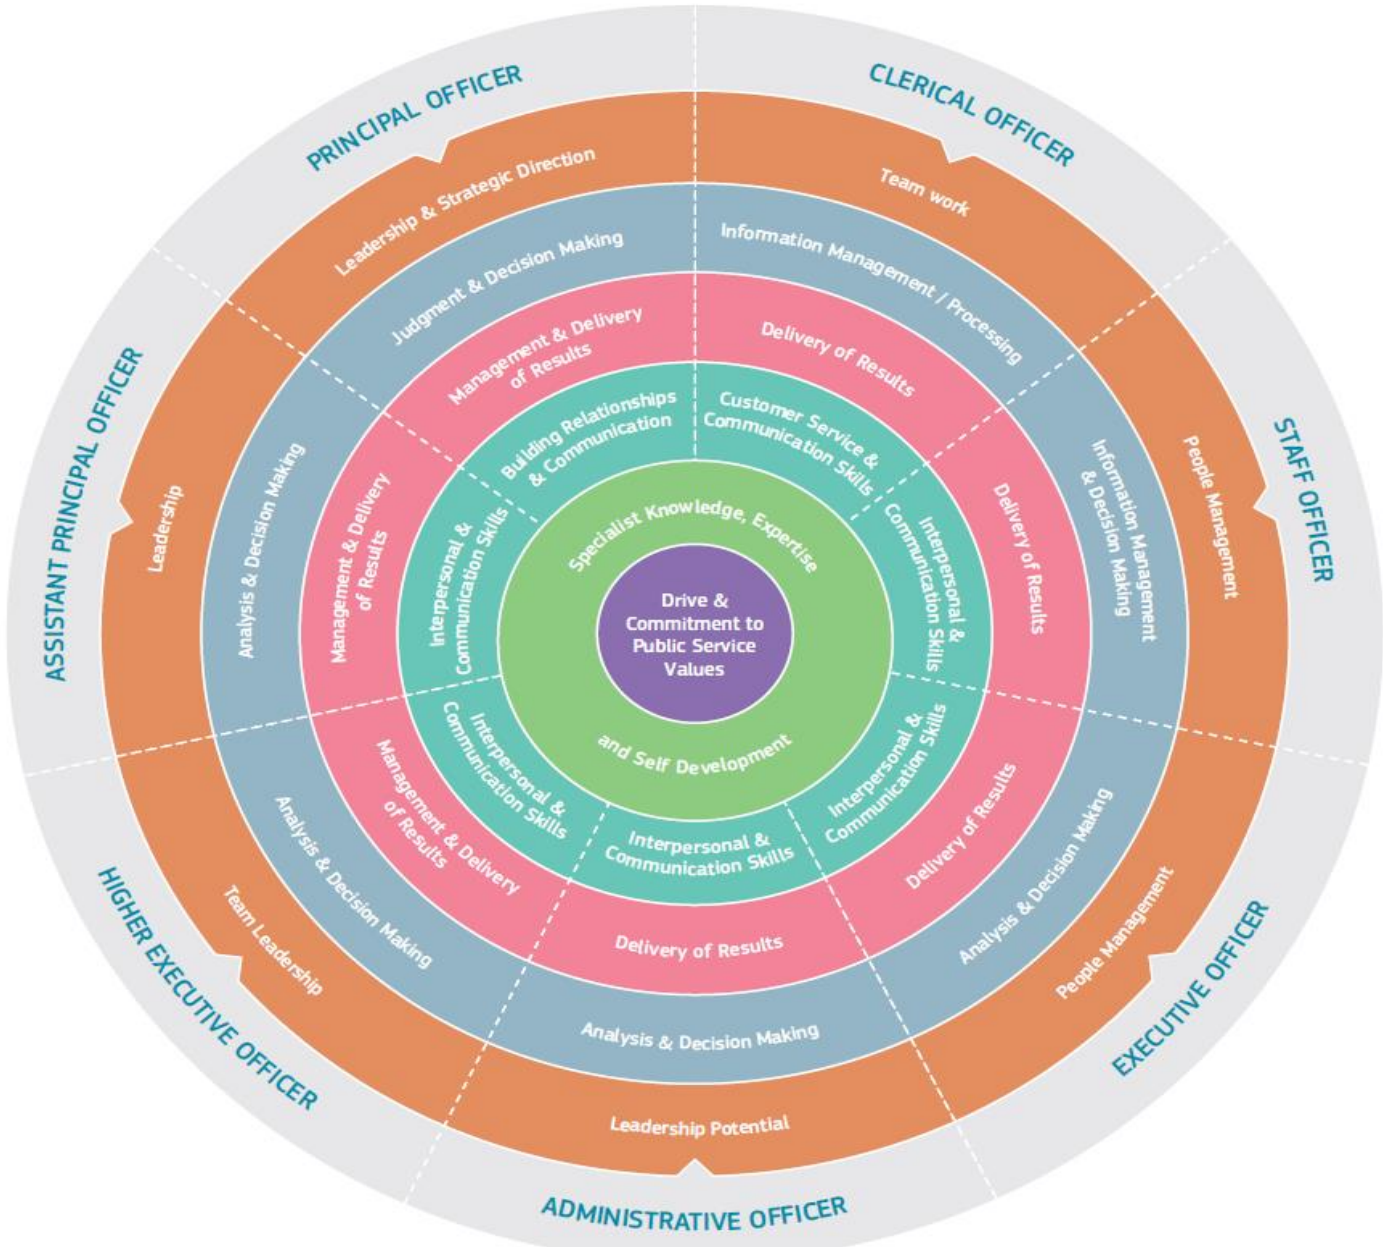 PRINCIPAL OFFICER
Leadership & Strategic Direction
Judgment & Decision Making
Management & Delivery
of Results
Building Relationships
& Communication
CLERICAL OFFICER
Team work
Information Management / Processing
Delivery of Results
Customer Service &
Communication Skills
STAFF OFFICER
People Management
Information Management
& Decision Making
Delivery of Results
Interpersonal &
Communication Skills
EXECUTIVE OFFICER
People Management
Analysis & Decision Making
Delivery of Results
Interpersonal &
Communication Skills
ADMINISTRATIVE OFFICER
Leadership Potential
Analysis & Decision Making
Delivery of Results
Interpersonal &
Communication Skills
HIGHER EXECUTIVE OFFICER
Team Leadership
Analysis & Decision Making
Management & Delivery
of Results
Interpersonal &
Communication Skills
ASSISTANT PRINCIPAL OFFICER
Leadership
Analysis & Decision Making
Management & Delivery
of Results
Interpersonal &
Communication Skills
Specialist Knowledge, Expertise
and Self Development
Drive &
Commitment to
Public Service
Values